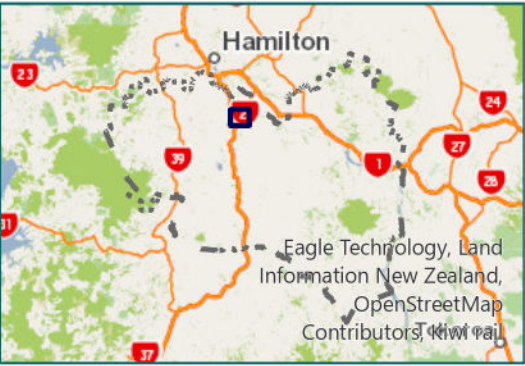 Hamilton
23
24
2
27
39
1
28
31
Eagle Technology, Land
Information New Zealand,
OpenStreetMap
Contributors, Kiwi rail
37